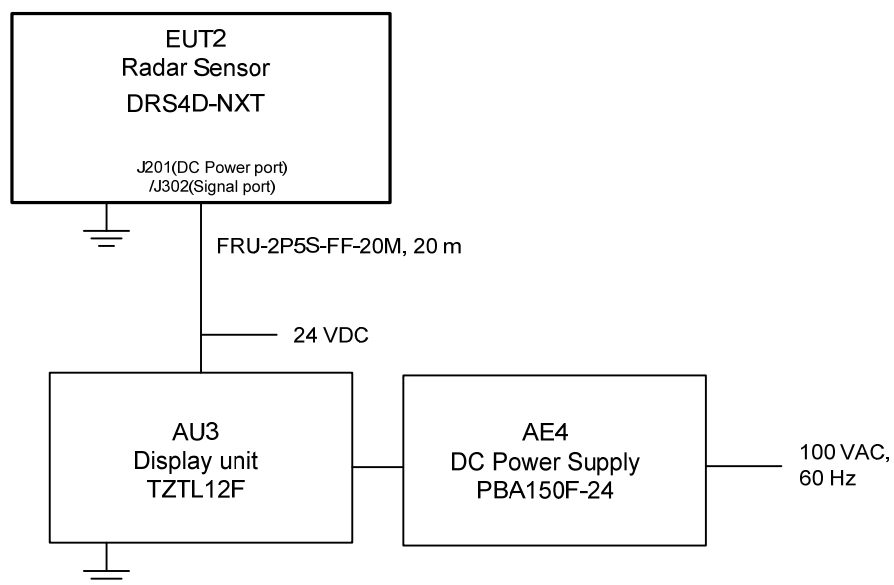 EUT2
Radar Sensor
DRS4D-NXT
J201(DC Power port)
/J302(Signal port)
FRU-2P5S-FF-20M, 20 m
24 VDC
AU3
Display unit
TZTL12F
AE4
DC Power Supply
PBA150F-24
100 VAC,
60 Hz